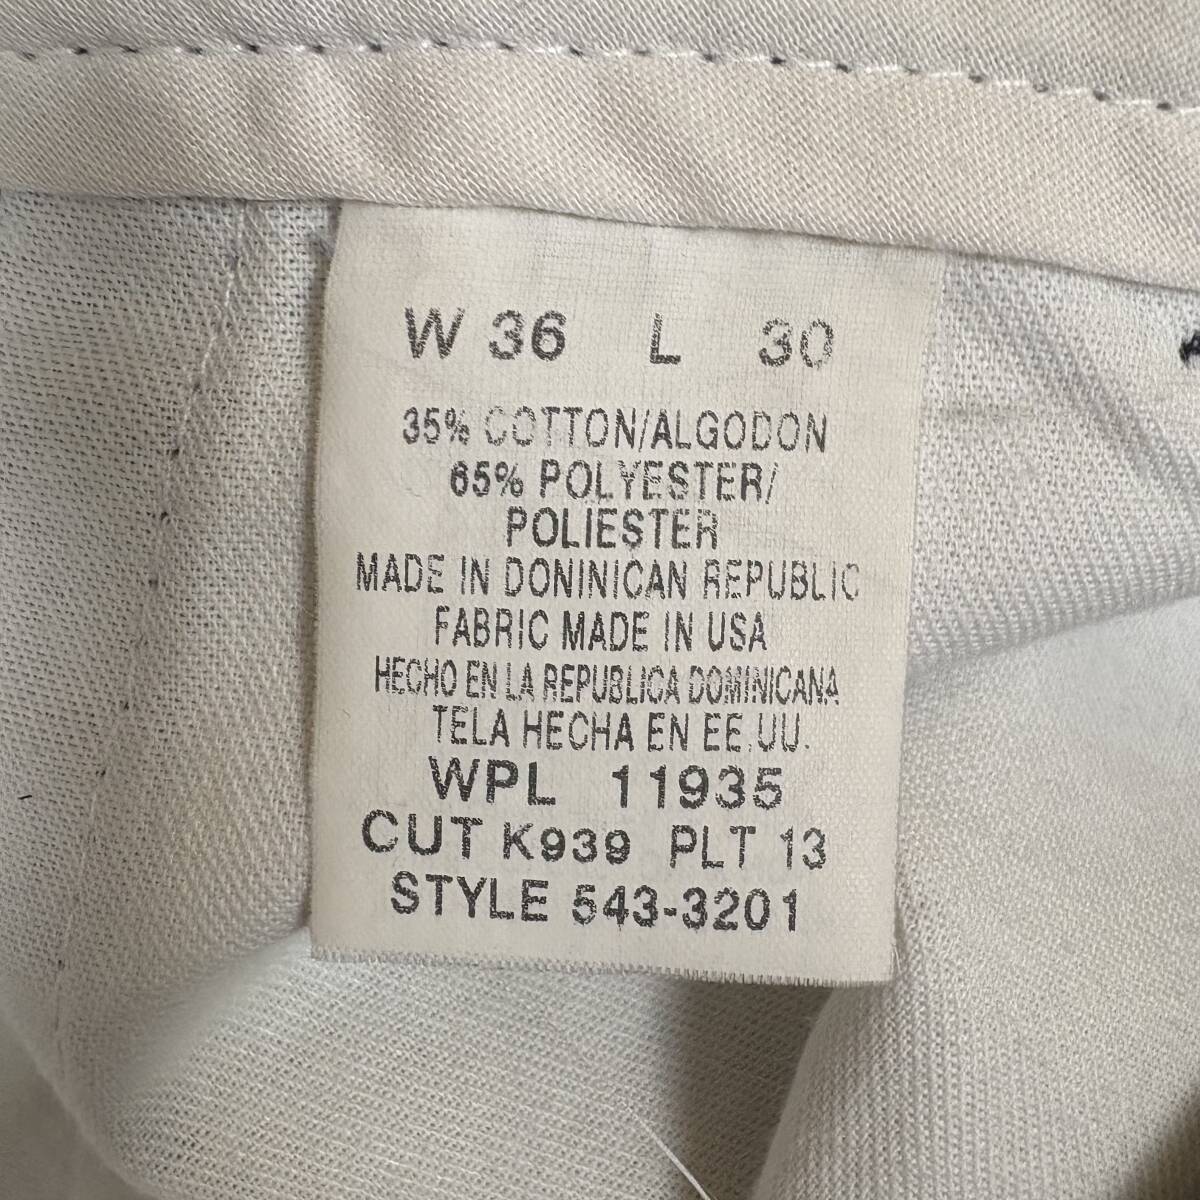 W 36 L 30
35% COTTON/ALGODON
65% POLYESTER/
POLIESTER
MADE IN DONINICAN REPUBLIC
FABRIC MADE IN USA
HECHO EN LA REPUBLICA DOMINICANA
TELA HECHA EN EE.UU.
WPL 11935
CUT K939 PLT 13
STYLE 543-3201